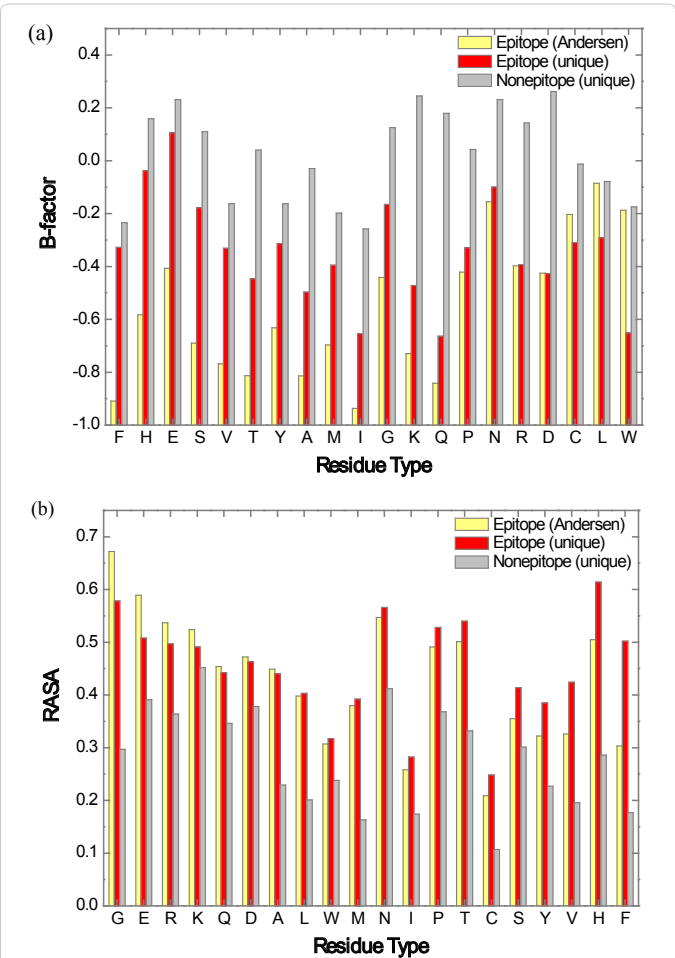 (a)
0.4
0.2
0.0
-0.2
-0.4
-0.6
-0.8
-1.0
B-factor
Epitope (Andersen)
Epitope (unique)
Nonepitope (unique)
F H E S V T Y A M I G K Q P N R D C L W
Residue Type
(b)
0.7
0.6
0.5
0.4
0.3
0.2
0.1
0.0
RASA
Epitope (Andersen)
Epitope (unique)
Nonepitope (unique)
G E R K Q D A L W M N I P T C S Y V H F
Residue Type